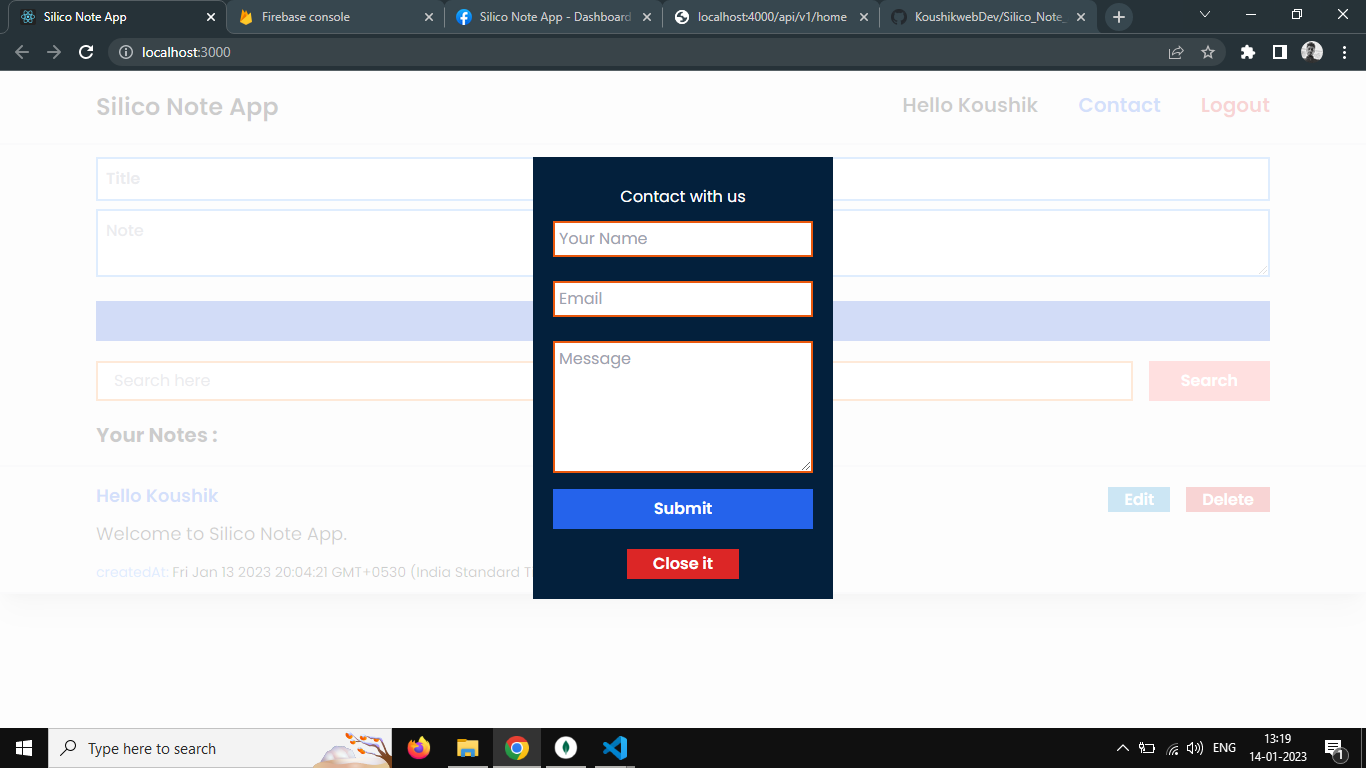 Silico Note App
Firebase console
Silico Note App - Dashboard
localhost:4000/api/v1/home
KoushikwebDev/Silico_Note_
localhost:3000
Silico Note App
Hello Koushik
Contact
Logout
Title
Note
Search here
Search
Your Notes :
Hello Koushik
Edit
Delete
Welcome to Silico Note App.
createdAt: Fri Jan 13 2023 20:04:21 GMT+0530 (India Standard T
Contact with us
Your Name
Email
Message
Submit
Close it
Type here to search
ENG
13:19
14-01-2023
1